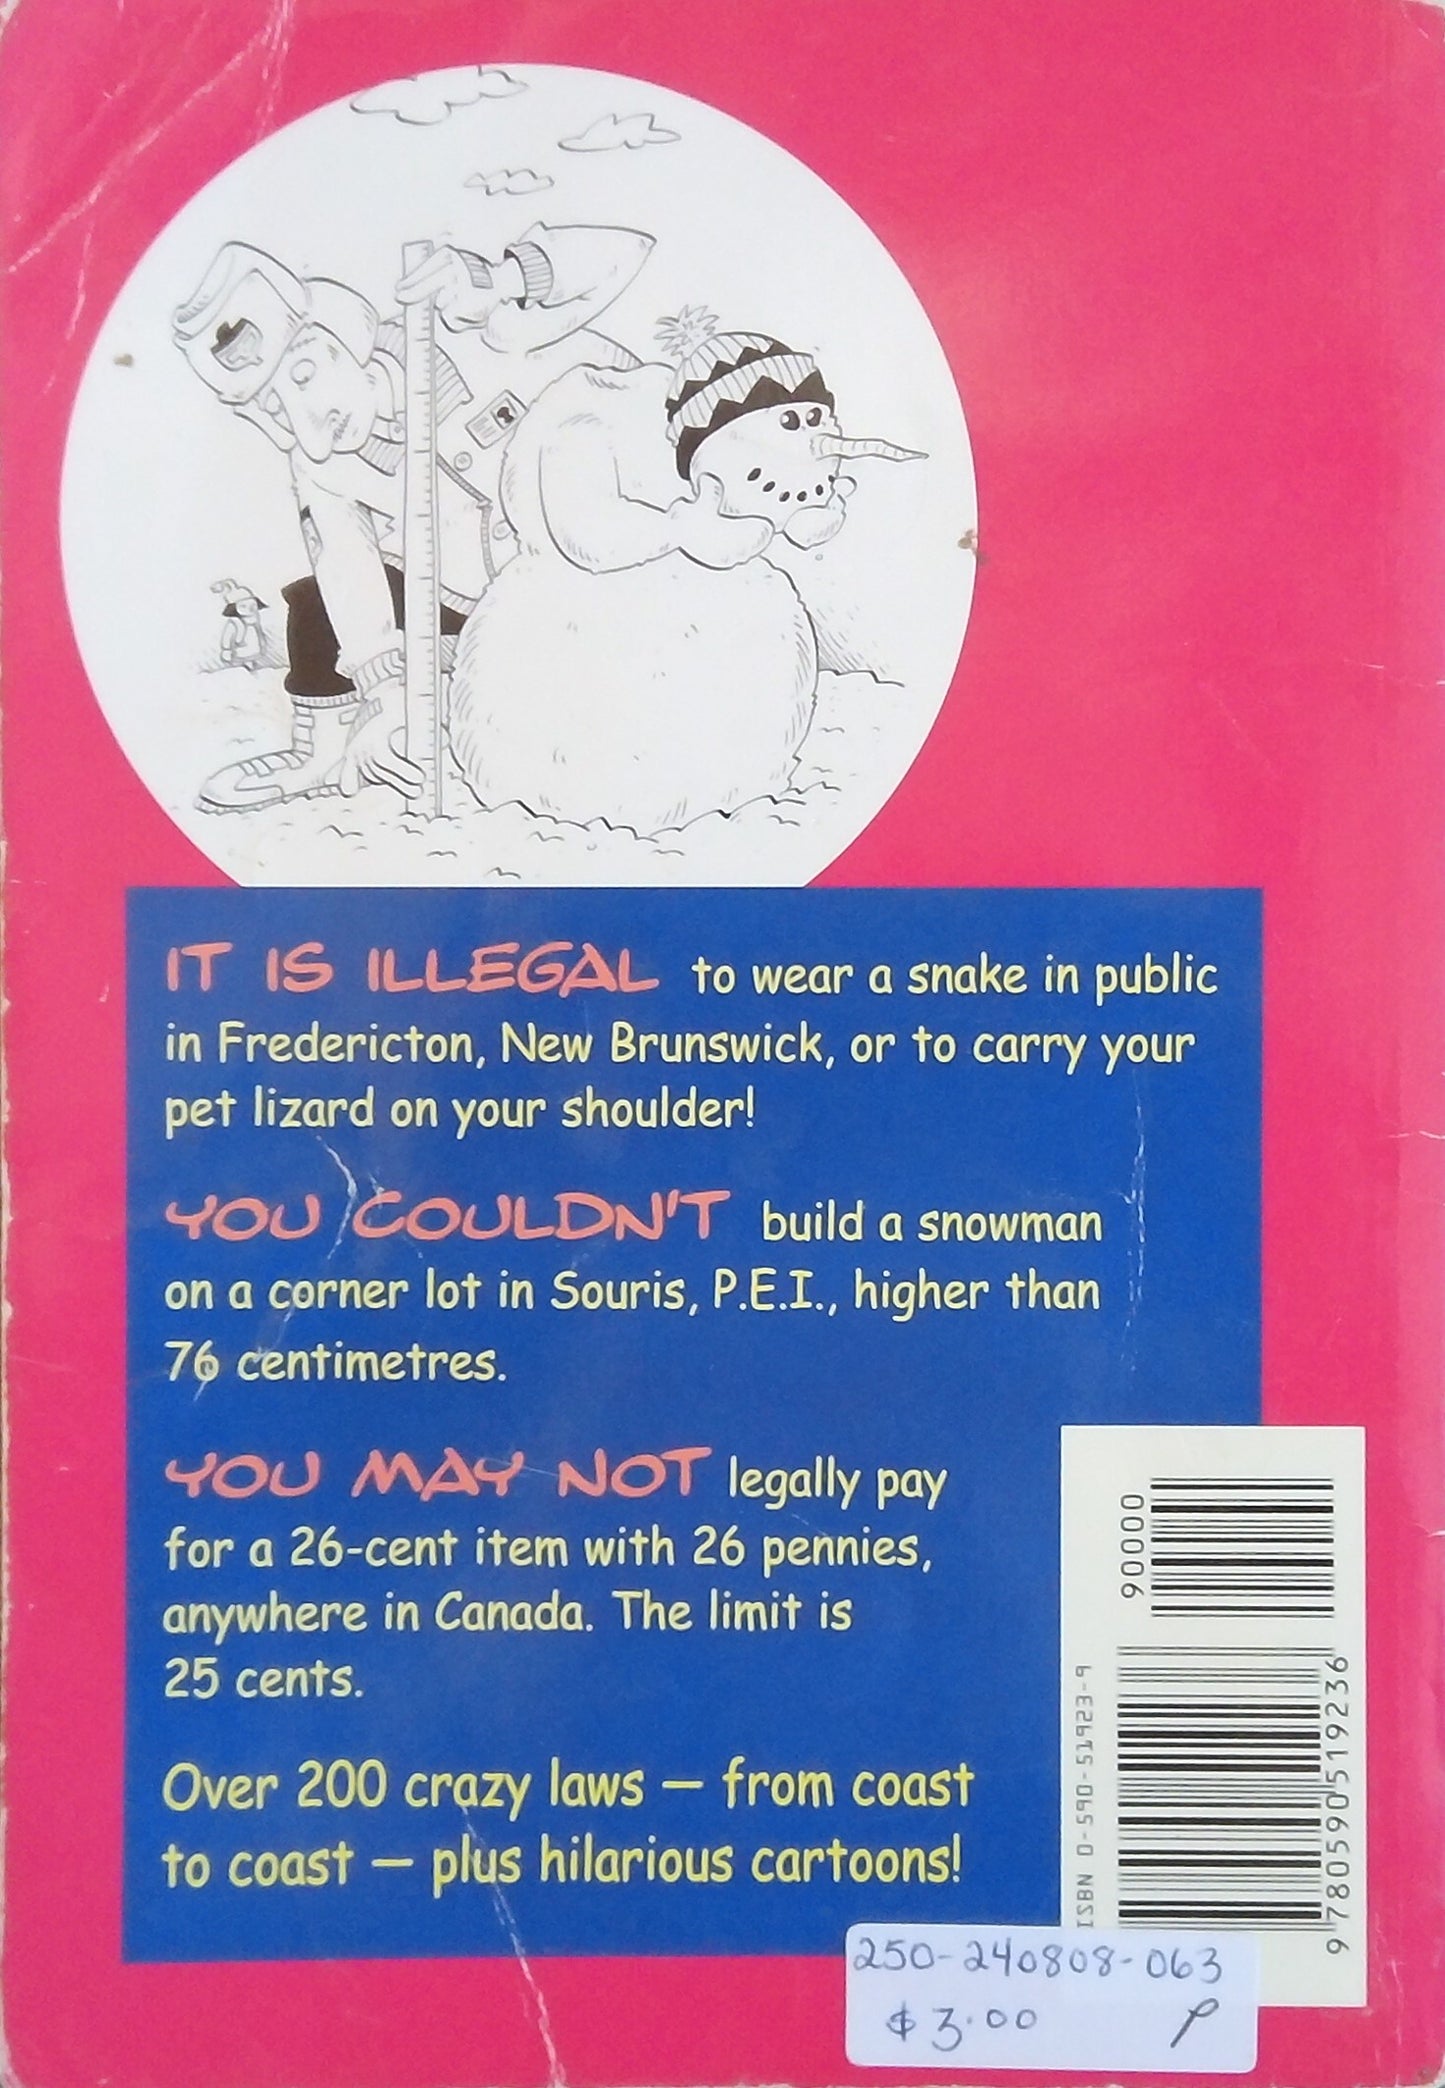 IT IS ILLEGAL to wear a snake in public
in Fredericton, New Brunswick, or to carry your
pet lizard on your shoulder!
YOU COULDN'T build a snowman
on a corner lot in Souris, P.E.I., higher than
76 centimetres.
YOU MAY NOT legally pay
for a 26-cent item with 26 pennies,
anywhere in Canada. The limit is
25 cents.
Over 200 crazy laws — from coast
to coast — plus hilarious cartoons!
90000
ISBN 0-590-51923-9
9 780590519236
250-240808-063
$3.00 P